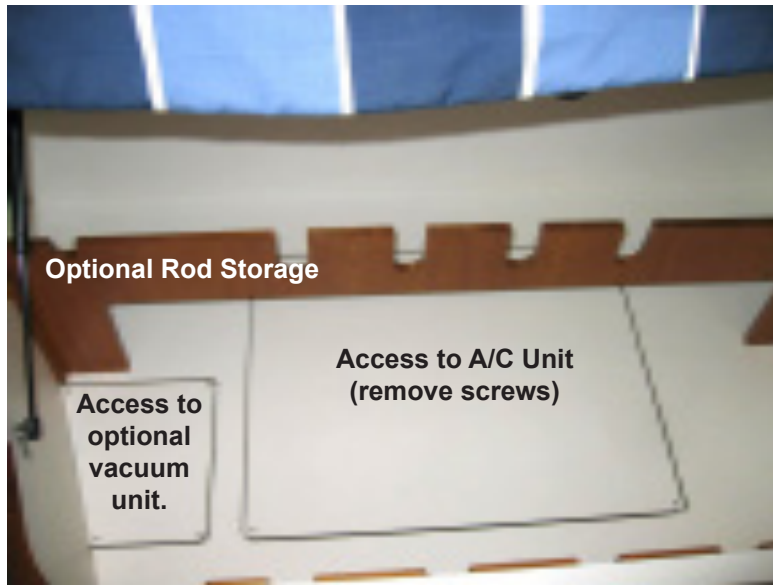 Optional Rod Storage
Access to A/C Unit
(remove screws)
Access to
optional
vacuum
unit.